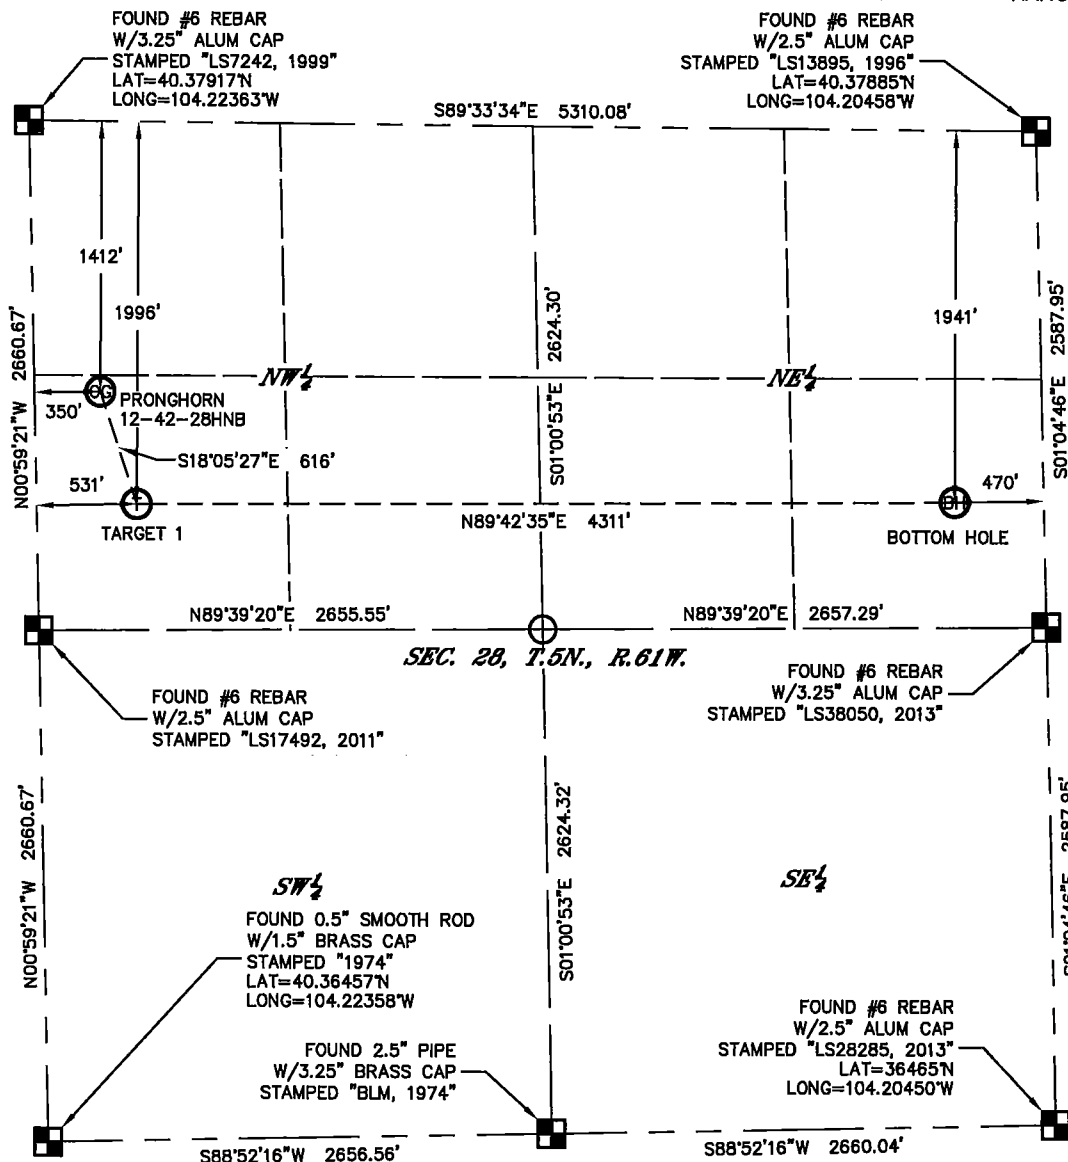 FOUND #6 REBAR
W/3.25" ALUM CAP
STAMPED "LS7242, 1999"
LAT=40.37917°N
LONG=104.22363°W
FOUND #6 REBAR
W/2.5" ALUM CAP
STAMPED "LS13895, 1996"
LAT=40.37885°N
LONG=104.20458°W
S89°33'34"E 5310.08'
1412'
1996'
1941'
N00°59'21"W 2660.67'
S01°00'53"E 2624.30'
S01°04'46"E 2587.95'
NW¼
NE¼
OG
PRONGHORN
12-42-28HNB
350'
S18°05'27"E 616'
531'
TARGET 1
N89°42'35"E 4311'
470'
BH
BOTTOM HOLE
N89°39'20"E 2655.55'
N89°39'20"E 2657.29'
SEC. 28, T.5N., R.61W.
FOUND #6 REBAR
W/2.5" ALUM CAP
STAMPED "LS17492, 2011"
FOUND #6 REBAR
W/3.25" ALUM CAP
STAMPED "LS38050, 2013"
N00°59'21"W 2660.67'
S01°00'53"E 2624.32'
S01°04'46"E 2587.95'
SW¼
SE¼
FOUND 0.5" SMOOTH ROD
W/1.5" BRASS CAP
STAMPED "1974"
LAT=40.36457°N
LONG=104.22358°W
FOUND 2.5" PIPE
W/3.25" BRASS CAP
STAMPED "BLM, 1974"
FOUND #6 REBAR
W/2.5" ALUM CAP
STAMPED "LS28285, 2013"
LAT=36465°N
LONG=104.20450°W
S88°52'16"W 2656.56'
S88°52'16"W 2660.04'